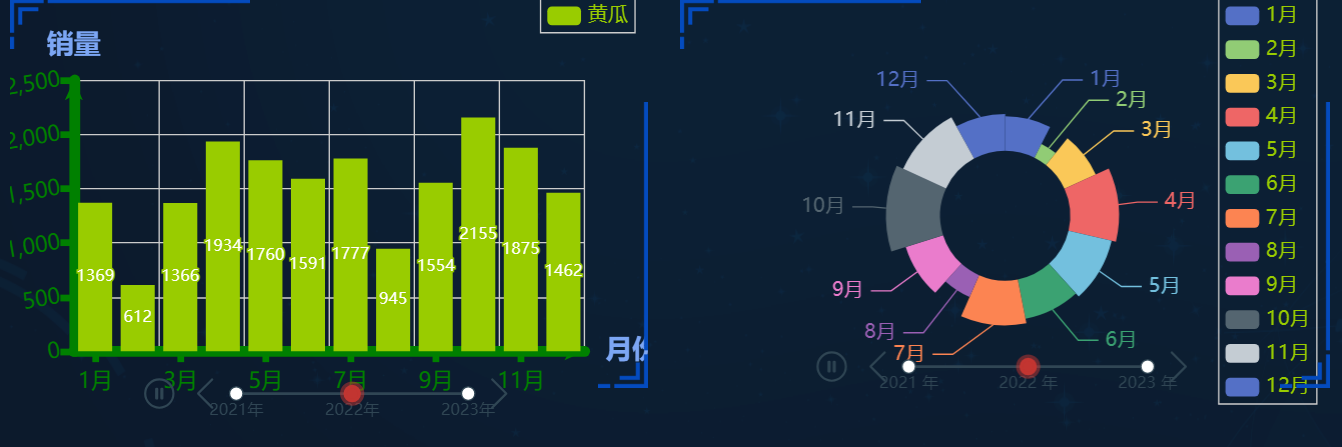 黄瓜
销量
2,500
2,000
1,500
1,000
500
0
1369
612
1366
1934
1760
1591
1777
945
1554
2155
1875
1462
月份
1月
3月
5月
7月
9月
11月
2021年
2022年
2023年
12月
1月
2月
11月
3月
10月
4月
9月
5月
8月
6月
7月
2021 年
2022 年
2023 年
1月
2月
3月
4月
5月
6月
7月
8月
9月
10月
11月
12月